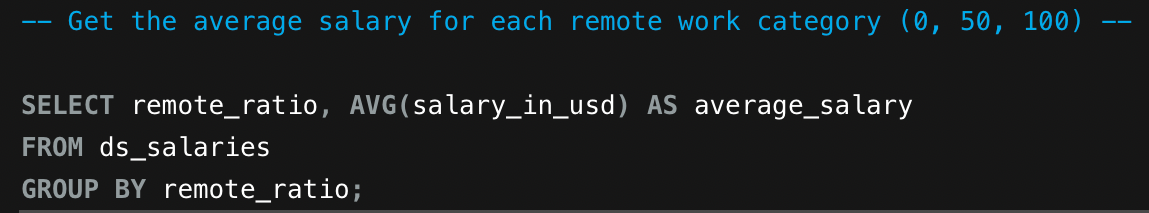 -- Get the average salary for each remote work category (0, 50, 100) --
SELECT remote_ratio, AVG(salary_in_usd) AS average_salary
FROM ds_salaries
GROUP BY remote_ratio;